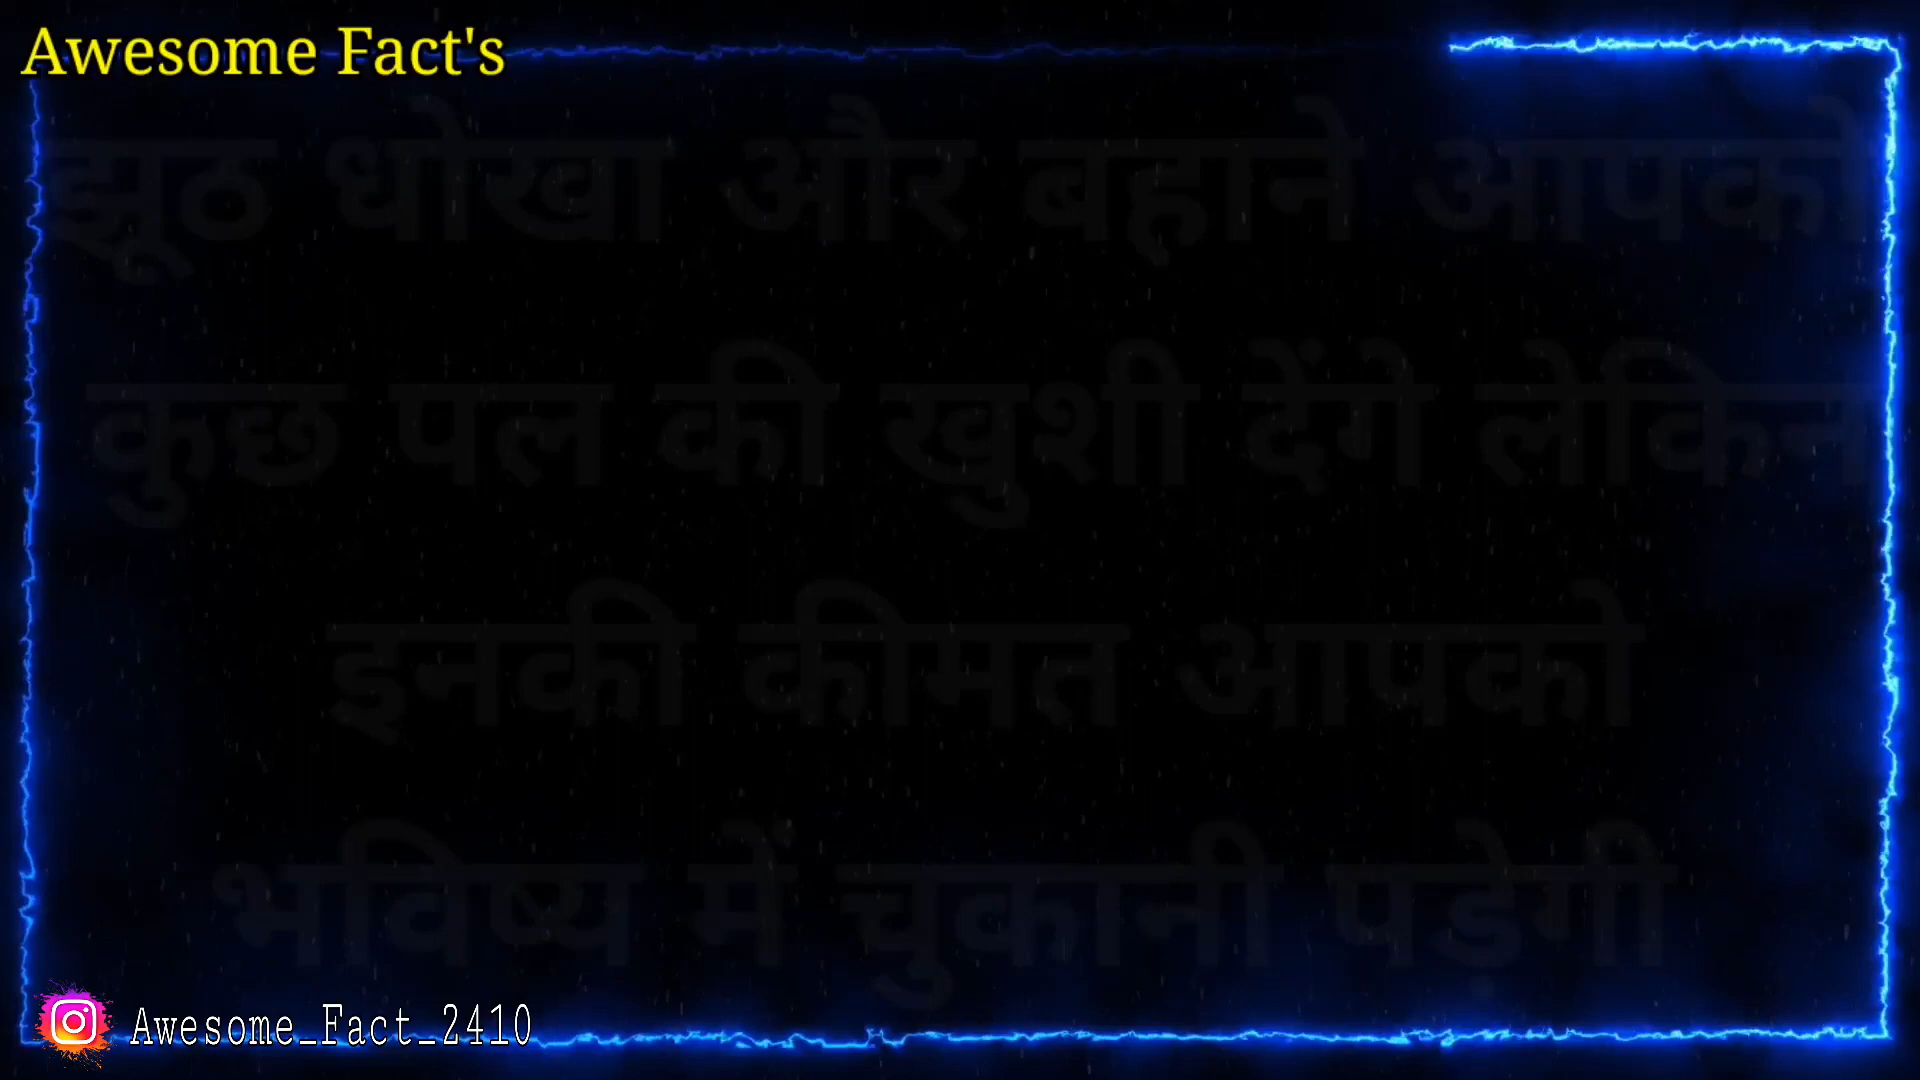 Awesome Fact's
झूठ धोखा और बहाने आपको
कुछ पल की खुशी देंगे लेकिन
इनकी कीमत आपको
भविष्य में चुकानी पड़ेगी
Awesome_Fact_2410